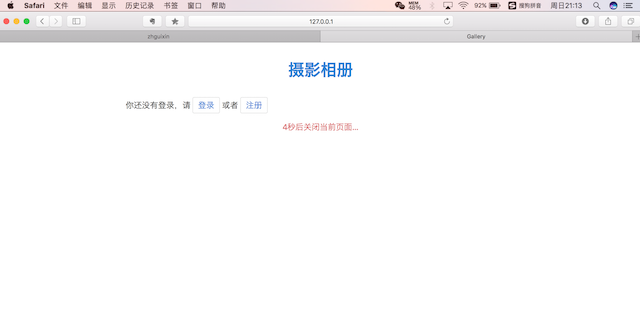 Safari 文件 编辑 显示 历史记录 书签 窗口 帮助 MEM 48% 92% 搜狗拼音 周日21:13
127.0.0.1
zhguixin Gallery
摄影相册
你还没有登录，请 登录 或者 注册
4秒后关闭当前页面...